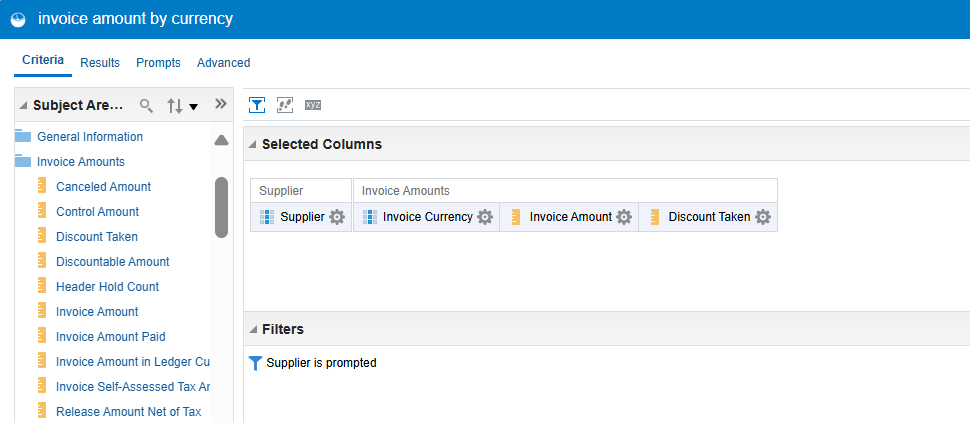 invoice amount by currency
Criteria Results Prompts Advanced
Subject Are...
General Information
Invoice Amounts
Canceled Amount
Control Amount
Discount Taken
Discountable Amount
Header Hold Count
Invoice Amount
Invoice Amount Paid
Invoice Amount in Ledger Cu
Invoice Self-Assessed Tax Ar
Release Amount Net of Tax
xyz
Selected Columns
Supplier Invoice Amounts
Supplier Invoice Currency Invoice Amount Discount Taken
Filters
Supplier is prompted